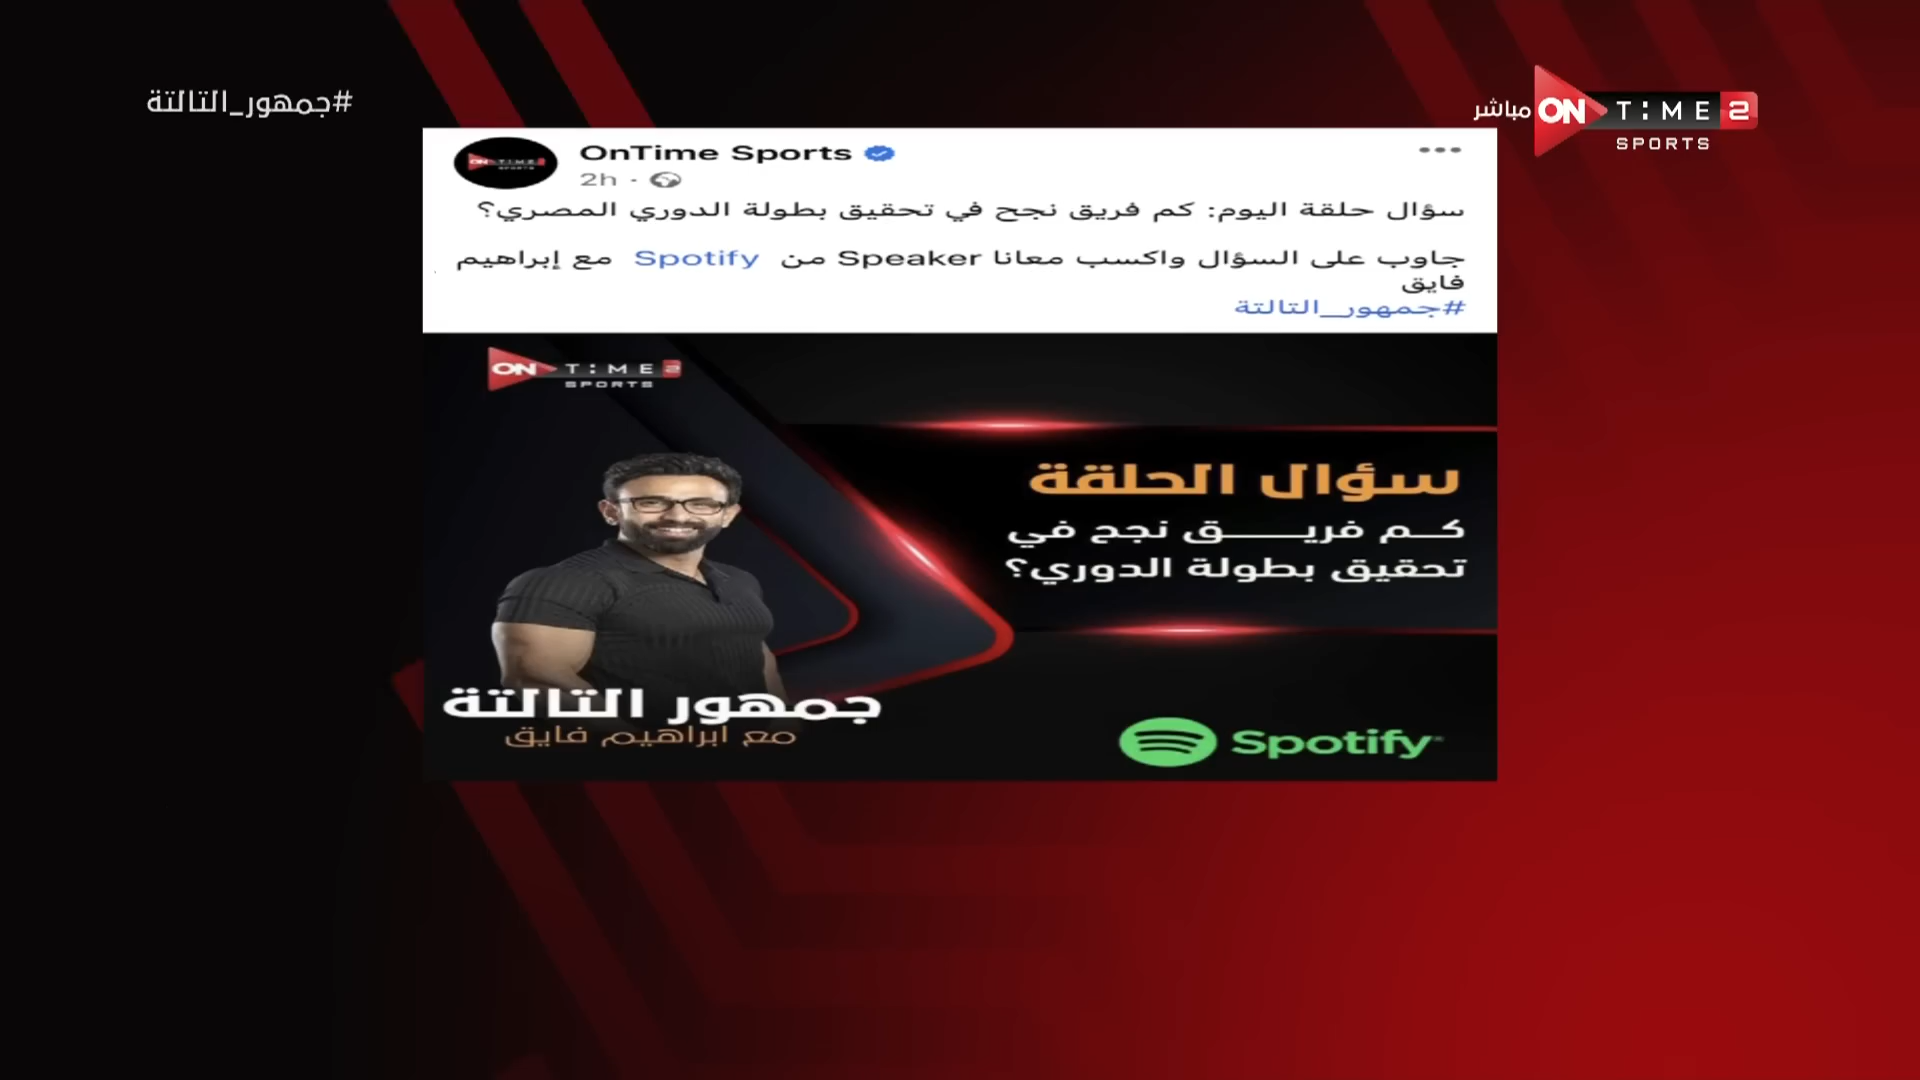 #جمهور_التالتة
مباشر ON TIME 2
SPORTS
OnTime Sports
2h ·
سؤال حلقة اليوم: كم فريق نجح في تحقيق بطولة الدوري المصري؟
جاوب على السؤال واكسب معانا Speaker من Spotify مع إبراهيم
فايق
#جمهور_التالتة
ON TIME 2
SPORTS
سؤال الحلقة
كم فريق نجح في
تحقيق بطولة الدوري؟
جمهور التالتة
مع ابراهيم فايق
Spotify